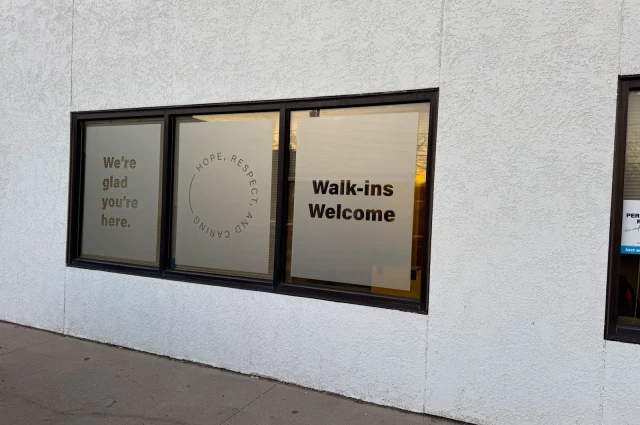 We're
glad
you're
here.
HOPE, RESPECT, AND CARING
Walk-ins
Welcome